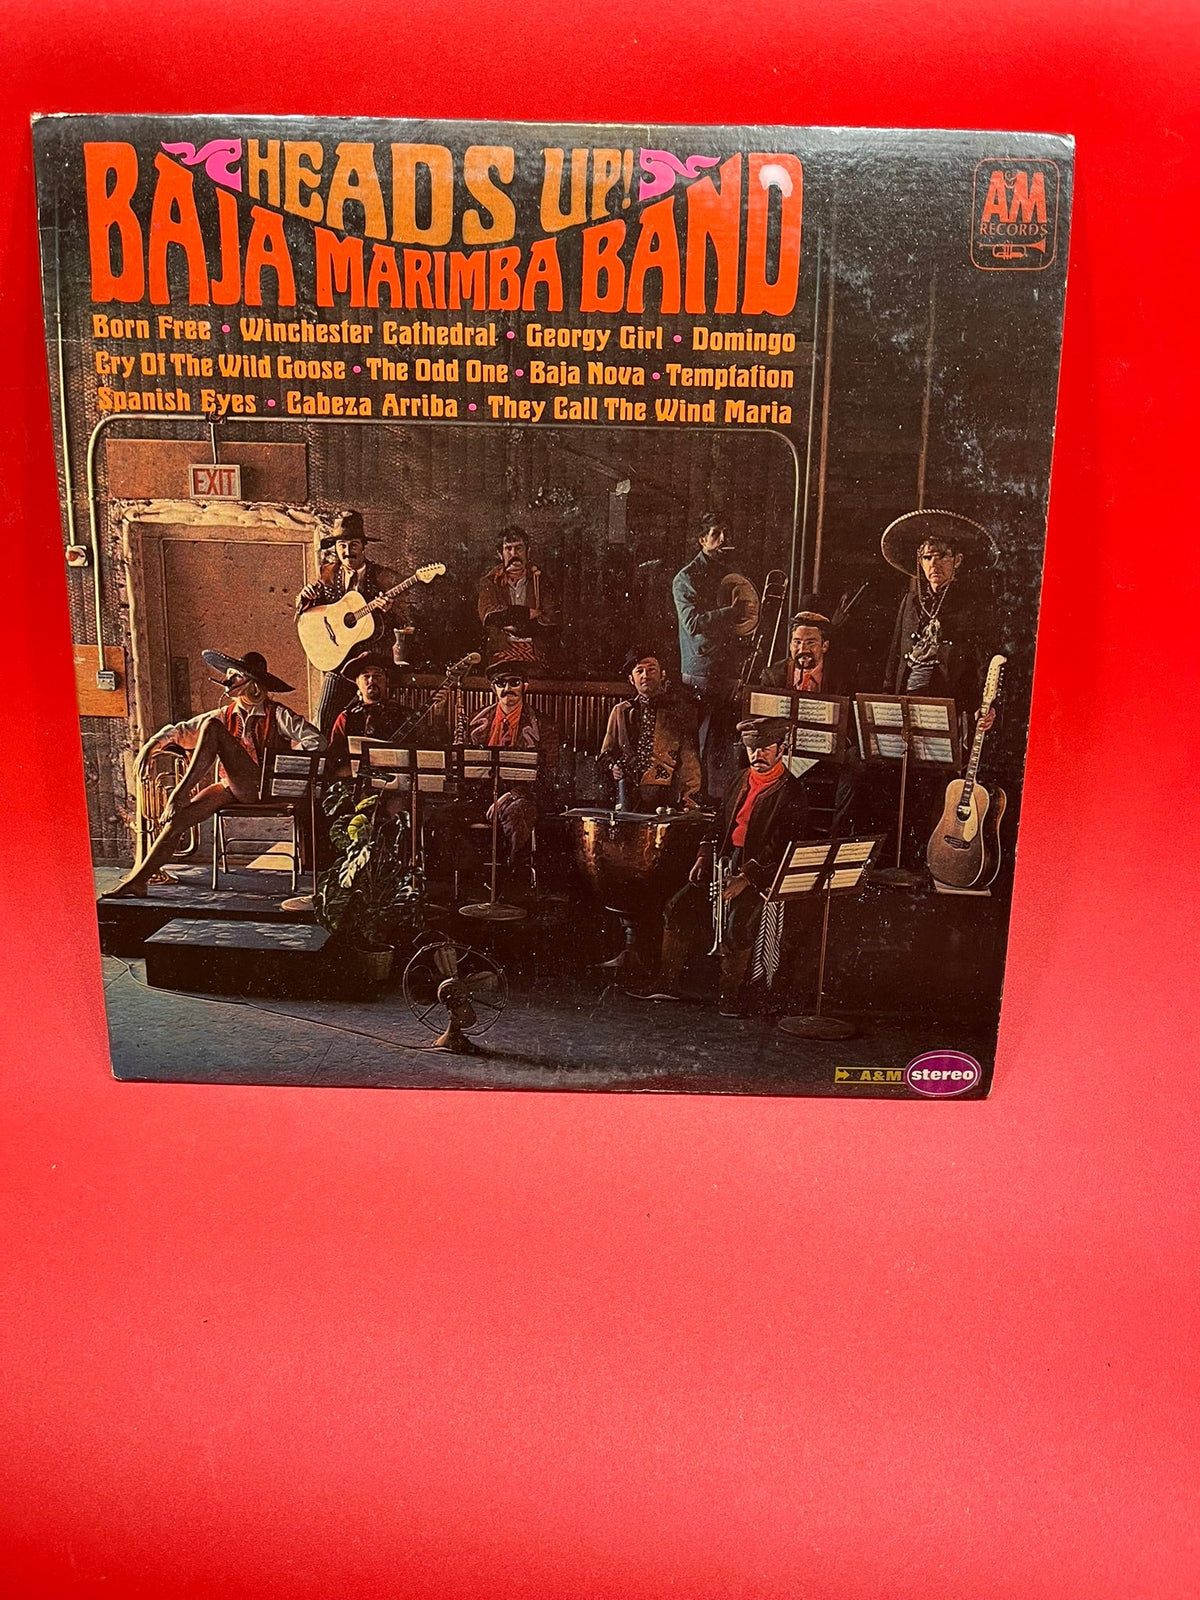 HEADS UP!
BAJA MARIMBA BAND
A&M
RECORDS
Born Free • Winchester Cathedral • Georgy Girl • Domingo
Cry Of The Wild Goose • The Odd One • Baja Nova • Temptation
Spanish Eyes • Cabeza Arriba • They Call The Wind Maria
EXIT
A&M stereo